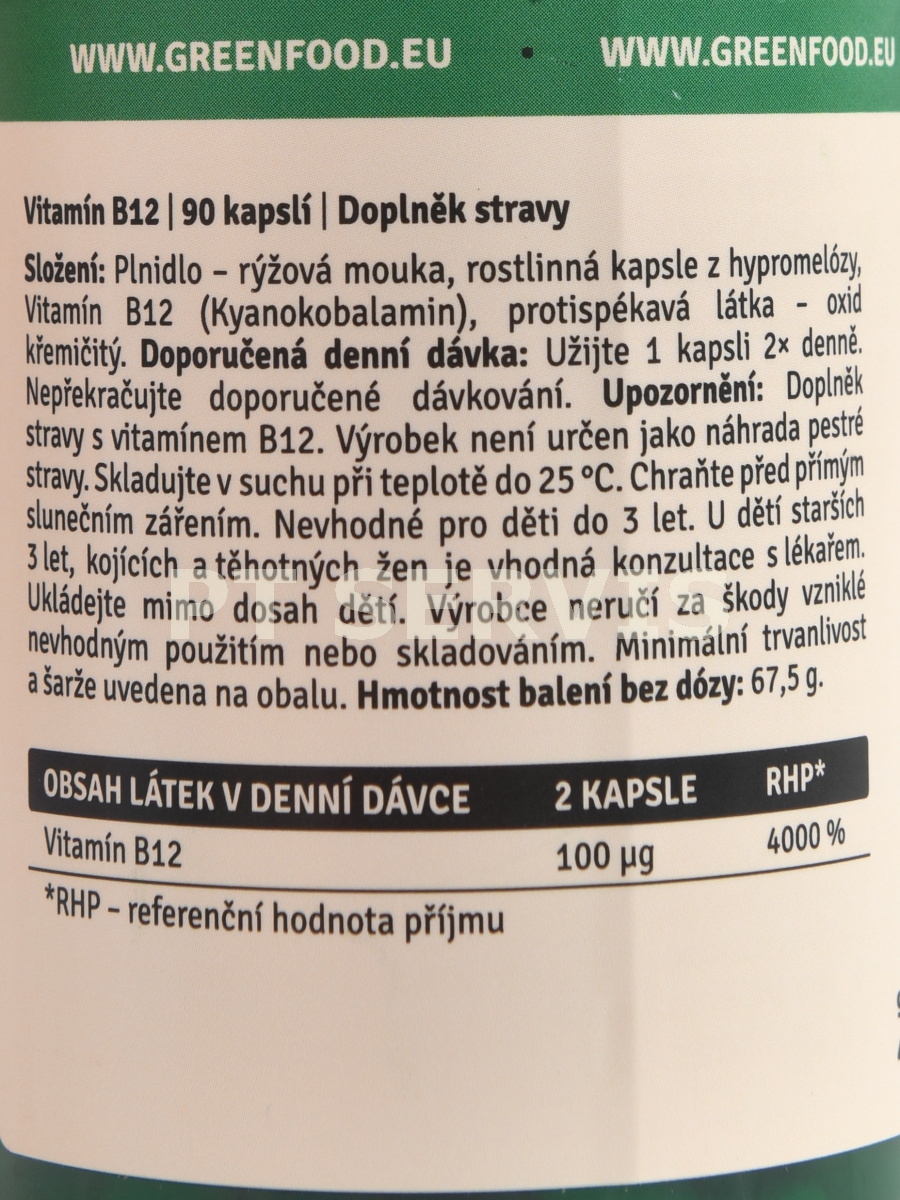 WWW.GREENFOOD.EU • WWW.GREENFOOD.EU
Vitamín B12 | 90 kapslí | Doplněk stravy
Složení: Plnidlo – rýžová mouka, rostlinná kapsle z hypromelózy,
Vitamín B12 (Kyanokobalamin), protispékavá látka - oxid
křemičitý. Doporučená denní dávka: Užijte 1 kapsli 2× denně.
Nepřekračujte doporučené dávkování. Upozornění: Doplněk
stravy s vitamínem B12. Výrobek není určen jako náhrada pestré
stravy. Skladujte v suchu při teplotě do 25 °C. Chraňte před přímým
slunečním zářením. Nevhodné pro děti do 3 let. U dětí starších
3 let, kojících a těhotných žen je vhodná konzultace s lékařem.
Ukládejte mimo dosah dětí. Výrobce neručí za škody vzniklé
nevhodným použitím nebo skladováním. Minimální trvanlivost
a šarže uvedena na obalu. Hmotnost balení bez dózy: 67,5 g.
OBSAH LÁTEK V DENNÍ DÁVCE 2 KAPSLE RHP*
Vitamín B12 100 µg 4000 %
*RHP – referenční hodnota příjmu
PT SERVIS